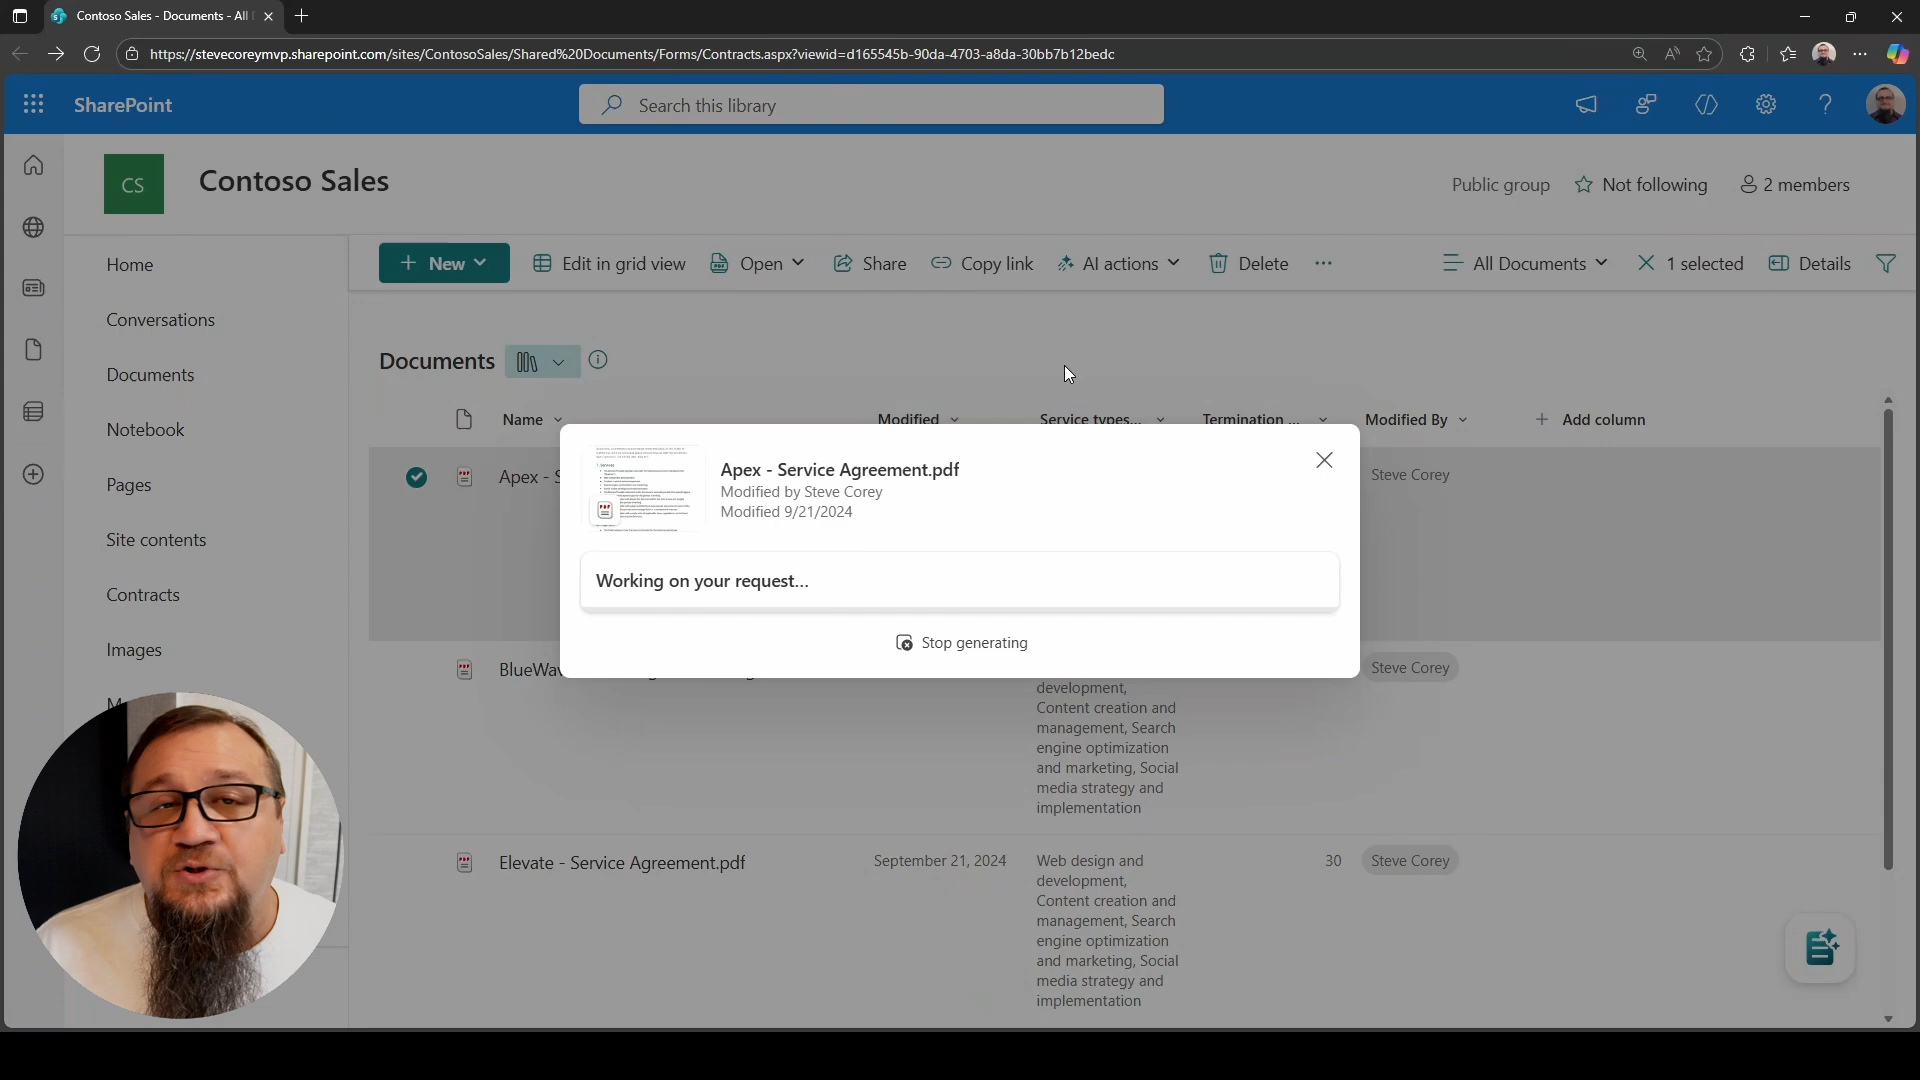 Contoso Sales - Documents - All
https://stevecoreymvp.sharepoint.com/sites/ContosoSales/Shared%20Documents/Forms/Contracts.aspx?viewid=d165545b-90da-4703-a8da-30bb7b12bedc
SharePoint
Search this library
CS
Contoso Sales
Public group
Not following
2 members
Home
Conversations
Documents
Notebook
Pages
Site contents
Contracts
Images
New
Edit in grid view
Open
Share
Copy link
AI actions
Delete
All Documents
1 selected
Details
Documents
Name
Modified
Service types...
Termination ...
Modified By
Add column
Apex - S
Steve Corey
Apex - Service Agreement.pdf
Modified by Steve Corey
Modified 9/21/2024
Working on your request...
Stop generating
BlueWav
development,
Content creation and
management, Search
engine optimization
and marketing, Social
media strategy and
implementation
Steve Corey
Elevate - Service Agreement.pdf
September 21, 2024
Web design and
development,
Content creation and
management, Search
engine optimization
and marketing, Social
media strategy and
implementation
30
Steve Corey